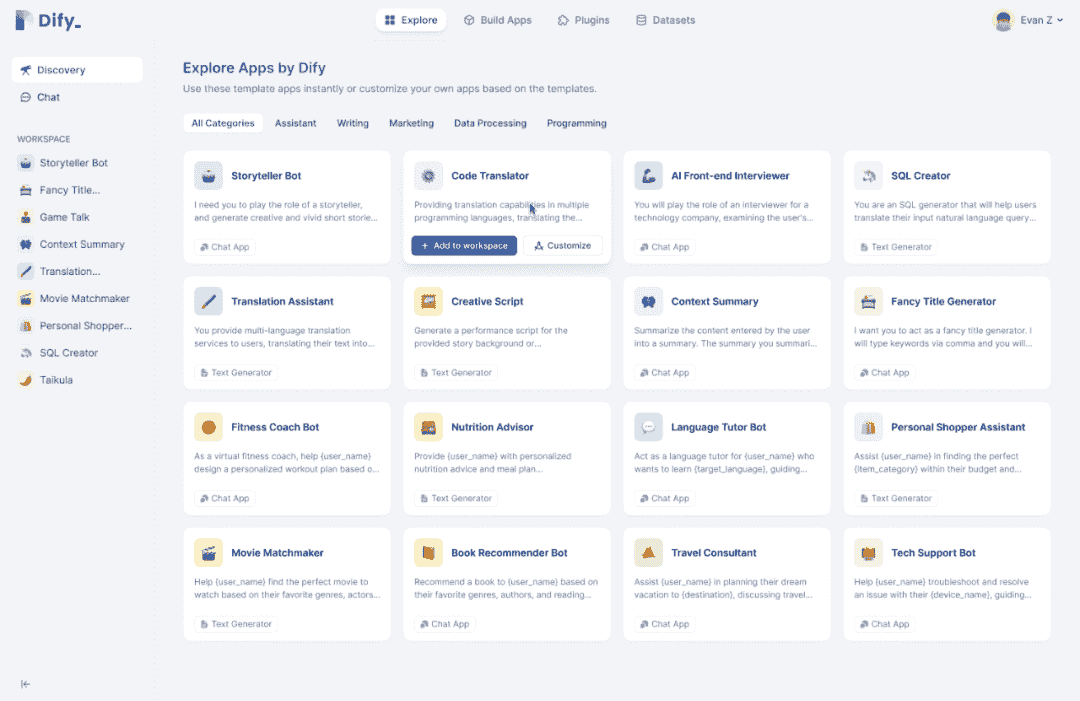 Dify_
Explore
Build Apps
Plugins
Datasets
Evan Z
Discovery
Chat
WORKSPACE
Storyteller Bot
Fancy Title...
Game Talk
Context Summary
Translation...
Movie Matchmaker
Personal Shopper...
SQL Creator
Taikula
Explore Apps by Dify
Use these template apps instantly or customize your own apps based on the templates.
All Categories
Assistant
Writing
Marketing
Data Processing
Programming
Storyteller Bot
I need you to play the role of a storyteller,
and generate creative and vivid short storie...
Chat App
Code Translator
Providing translation capabilities in multiple
programming languages, translating the...
+ Add to workspace
Customize
AI Front-end Interviewer
You will play the role of an interviewer for a
technology company, examining the user's...
Chat App
SQL Creator
You are an SQL generator that will help users
translate their input natural language query...
Text Generator
Translation Assistant
You provide multi-language translation
services to users, translating their text into...
Text Generator
Creative Script
Generate a performance script for the
provided story background or...
Text Generator
Context Summary
Summarize the content entered by the user
into a summary. The summary you summari...
Chat App
Fancy Title Generator
I want you to act as a fancy title generator. I
will type keywords via comma and you will...
Chat App
Fitness Coach Bot
As a virtual fitness coach, help {user_name}
design a personalized workout plan based o...
Chat App
Nutrition Advisor
Provide {user_name} with personalized
nutrition advice and meal plan...
Text Generator
Language Tutor Bot
Act as a language tutor for {user_name} who
wants to learn {target_language}, guiding...
Chat App
Personal Shopper Assistant
Assist {user_name} in finding the perfect
{item_category} within their budget and...
Text Generator
Movie Matchmaker
Help {user_name} find the perfect movie to
watch based on their favorite genres, actors...
Text Generator
Book Recommender Bot
Recommend a book to {user_name} based on
their favorite genres, authors, and reading...
Chat App
Travel Consultant
Assist {user_name} in planning their dream
vacation to {destination}, discussing travel...
Chat App
Tech Support Bot
Help {user_name} troubleshoot and resolve
an issue with their {device_name}, guiding...
Chat App